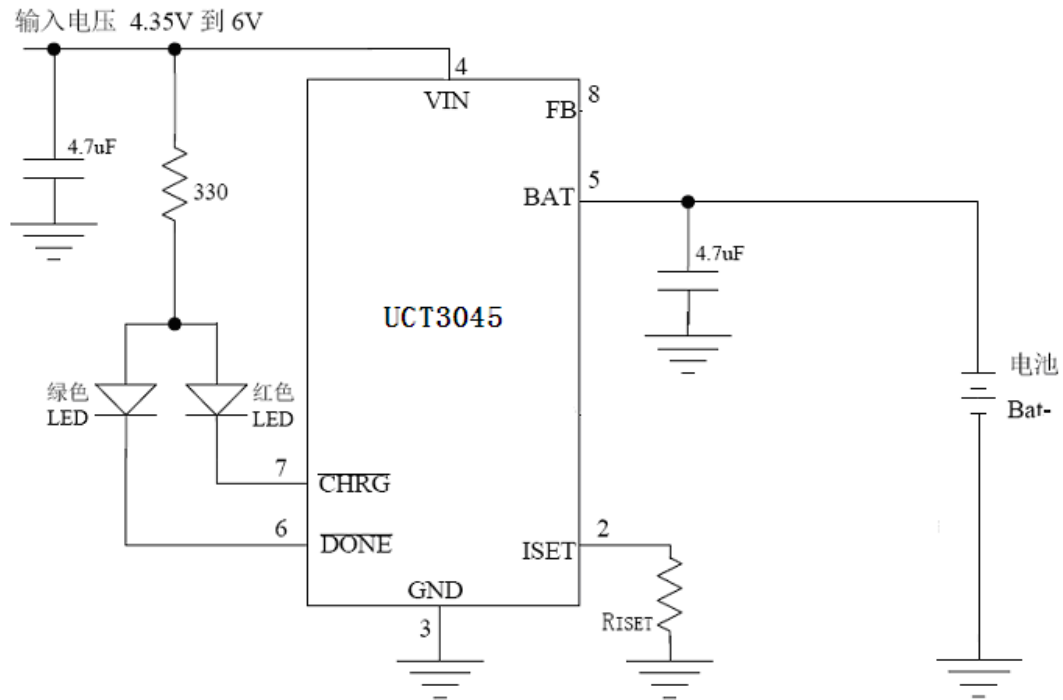 输入电压 4.35V 到 6V
4
VIN
8
FB
4.7uF
330
5
BAT
4.7uF
UCT3045
绿色
LED
红色
LED
电池
Bat-
7
CHRG
6
DONE
2
ISET
GND
3
RISET